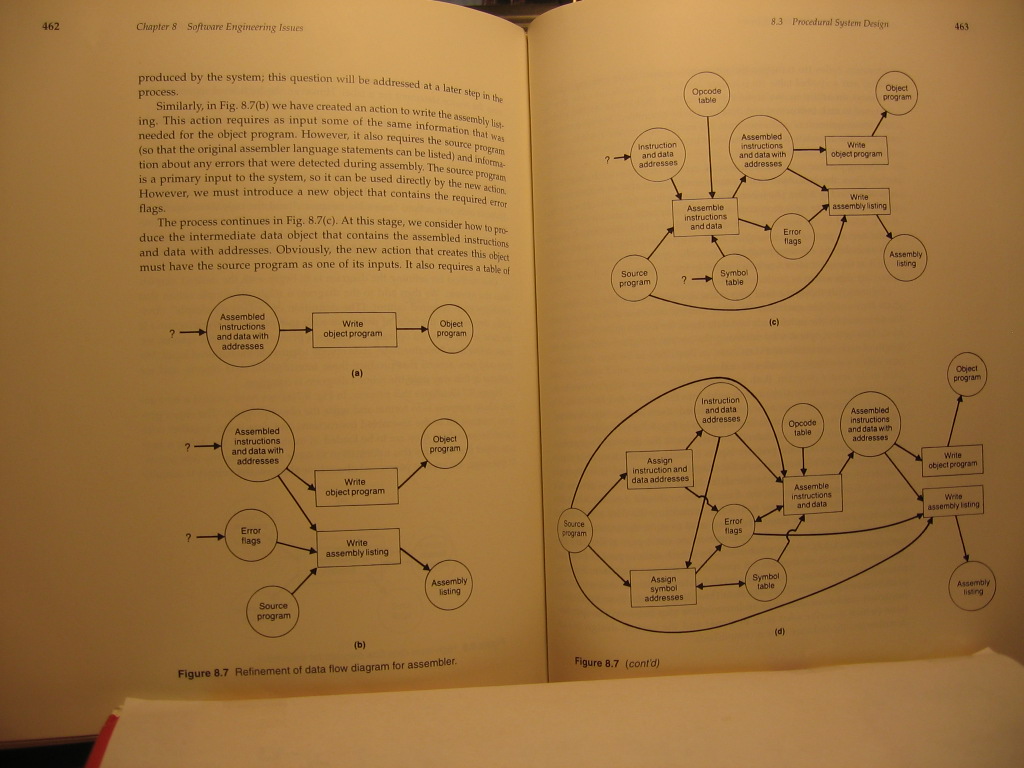 462
Chapter 8 Software Engineering Issues
produced by the system; this question will be addressed at a later step in the
process.
Similarly, in Fig. 8.7(b) we have created an action to write the assembly list-
ing. This action requires as input some of the same information that was
needed for the object program. However, it also requires the source program
(so that the original assembler language statements can be listed) and informa-
tion about any errors that were detected during assembly. The source program
is a primary input to the system, so it can be used directly by the new action.
However, we must introduce a new object that contains the required error
flags.
The process continues in Fig. 8.7(c). At this stage, we consider how to pro-
duce the intermediate data object that contains the assembled instructions
and data with addresses. Obviously, the new action that creates this object
must have the source program as one of its inputs. It also requires a table of
?
Assembled
instructions
and data with
addresses
Write
object program
Object
program
(a)
?
Assembled
instructions
and data with
addresses
Write
object program
Object
program
?
Error
flags
Write
assembly listing
Source
program
Assembly
listing
(b)
Figure 8.7 Refinement of data flow diagram for assembler.
8.3 Procedural System Design
463
Opcode
table
Object
program
?
Instruction
and data
addresses
Assembled
instructions
and data with
addresses
Write
object program
Assemble
instructions
and data
Write
assembly listing
Error
flags
Source
program
?
Symbol
table
Assembly
listing
(c)
Object
program
Instruction
and data
addresses
Opcode
table
Assembled
instructions
and data with
addresses
Assign
instruction and
data addresses
Write
object program
Assemble
instructions
and data
Write
assembly listing
Source
program
Error
flags
Assign
symbol
addresses
Symbol
table
Assembly
listing
(d)
Figure 8.7 (cont'd)